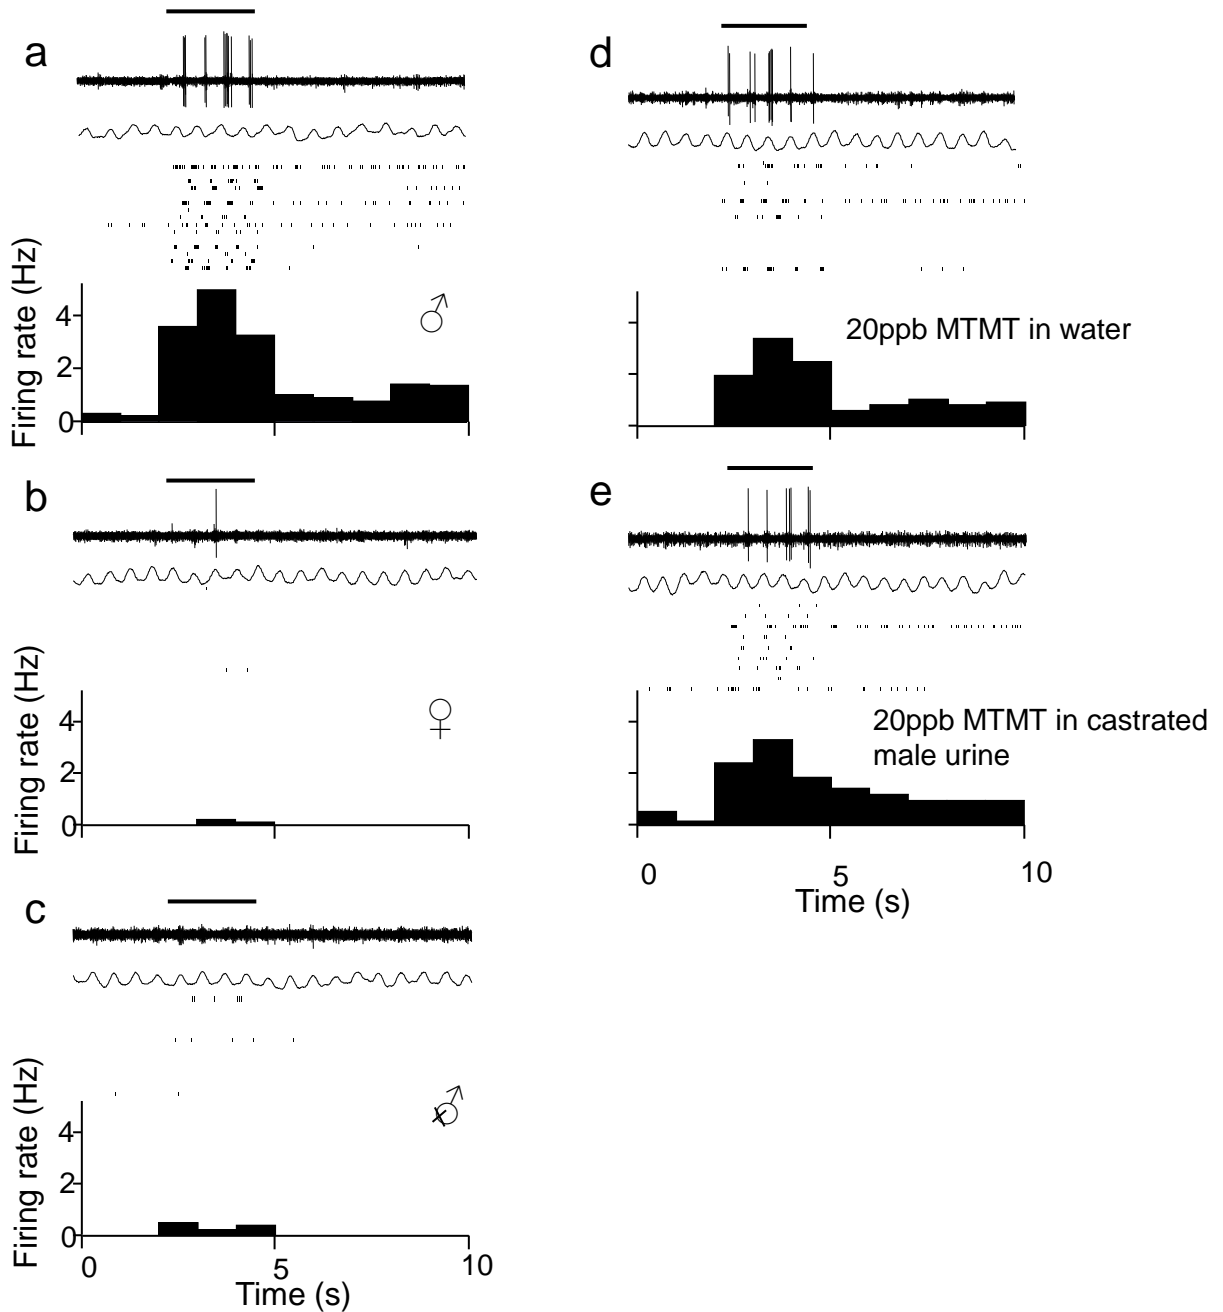 a
Firing rate (Hz)
4
2
0
♂
b
Firing rate (Hz)
4
2
0
♀
c
Firing rate (Hz)
4
2
0
0
5
10
Time (s)
d
20ppb MTMT in water
e
20ppb MTMT in castrated
male urine
0
5
10
Time (s)